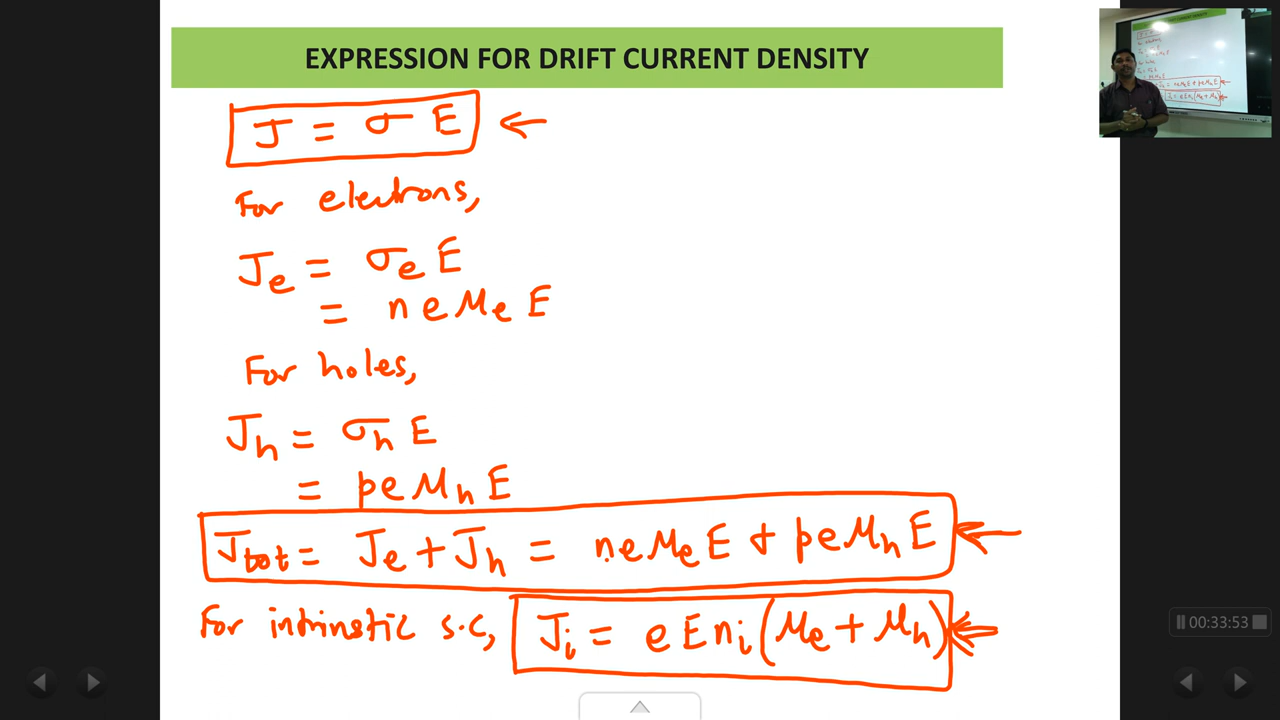 EXPRESSION FOR DRIFT CURRENT DENSITY
J = σ E
For electrons,
Je = σe E
= n e μe E
For holes,
Jh = σh E
= p e μh E
Jtot = Je + Jh = n e μe E + p e μh E
For intrinstic s.c, Ji = e E ni (μe + μh)
00:33:53